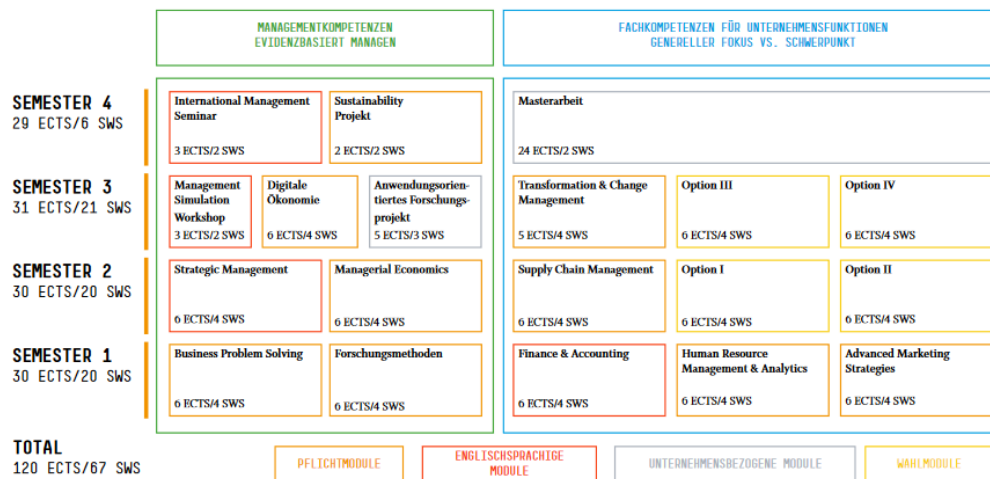 MANAGEMENTKOMPETENZEN
EVIDENZBASIERT MANAGEN
FACHKOMPETENZEN FÜR UNTERNEHMENSFUNKTIONEN
GENERELLER FOKUS VS. SCHWERPUNKT
SEMESTER 4
29 ECTS/6 SWS
International Management
Seminar
3 ECTS/2 SWS
Sustainability
Projekt
2 ECTS/2 SWS
Masterarbeit
24 ECTS/2 SWS
SEMESTER 3
31 ECTS/21 SWS
Management
Simulation
Workshop
3 ECTS/2 SWS
Digitale
Ökonomie
6 ECTS/4 SWS
Anwendungsorien-
tiertes Forschungs-
projekt
5 ECTS/3 SWS
Transformation & Change
Management
5 ECTS/4 SWS
Option III
6 ECTS/4 SWS
Option IV
6 ECTS/4 SWS
SEMESTER 2
30 ECTS/20 SWS
Strategic Management
6 ECTS/4 SWS
Managerial Economics
6 ECTS/4 SWS
Supply Chain Management
6 ECTS/4 SWS
Option I
6 ECTS/4 SWS
Option II
6 ECTS/4 SWS
SEMESTER 1
30 ECTS/20 SWS
Business Problem Solving
6 ECTS/4 SWS
Forschungsmethoden
6 ECTS/4 SWS
Finance & Accounting
6 ECTS/4 SWS
Human Resource
Management & Analytics
6 ECTS/4 SWS
Advanced Marketing
Strategies
6 ECTS/4 SWS
TOTAL
120 ECTS/67 SWS
PFLICHTMODULE
ENGLISCHSPRACHIGE
MODULE
UNTERNEHMENSBEZOGENE MODULE
WAHLMODULE